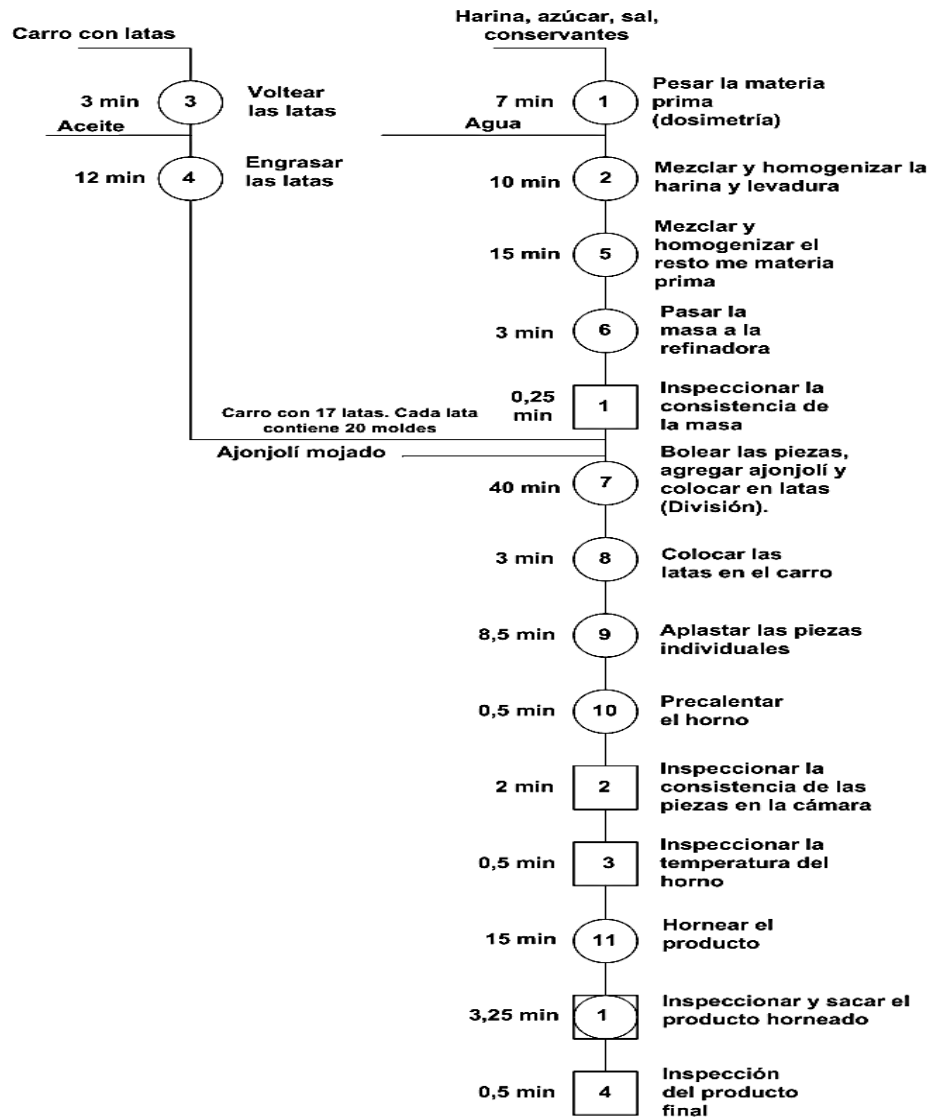 Harina, azúcar, sal,
conservantes
Carro con latas
3 min
3
Voltear
las latas
7 min
1
Pesar la materia
prima
(dosimetría)
Aceite
Agua
12 min
4
Engrasar
las latas
10 min
2
Mezclar y homogenizar la
harina y levadura
15 min
5
Mezclar y
homogenizar el
resto me materia
prima
3 min
6
Pasar la
masa a la
refinadora
0,25
min
1
Inspeccionar la
consistencia de
la masa
Carro con 17 latas. Cada lata
contiene 20 moldes
Ajonjolí mojado
40 min
7
Bolear las piezas,
agregar ajonjolí y
colocar en latas
(División).
3 min
8
Colocar las
latas en el carro
8,5 min
9
Aplastar las piezas
individuales
0,5 min
10
Precalentar
el horno
2 min
2
Inspeccionar la
consistencia de las
piezas en la cámara
0,5 min
3
Inspeccionar la
temperatura del
horno
15 min
11
Hornear el
producto
3,25 min
1
Inspeccionar y sacar el
producto horneado
0,5 min
4
Inspección
del producto
final